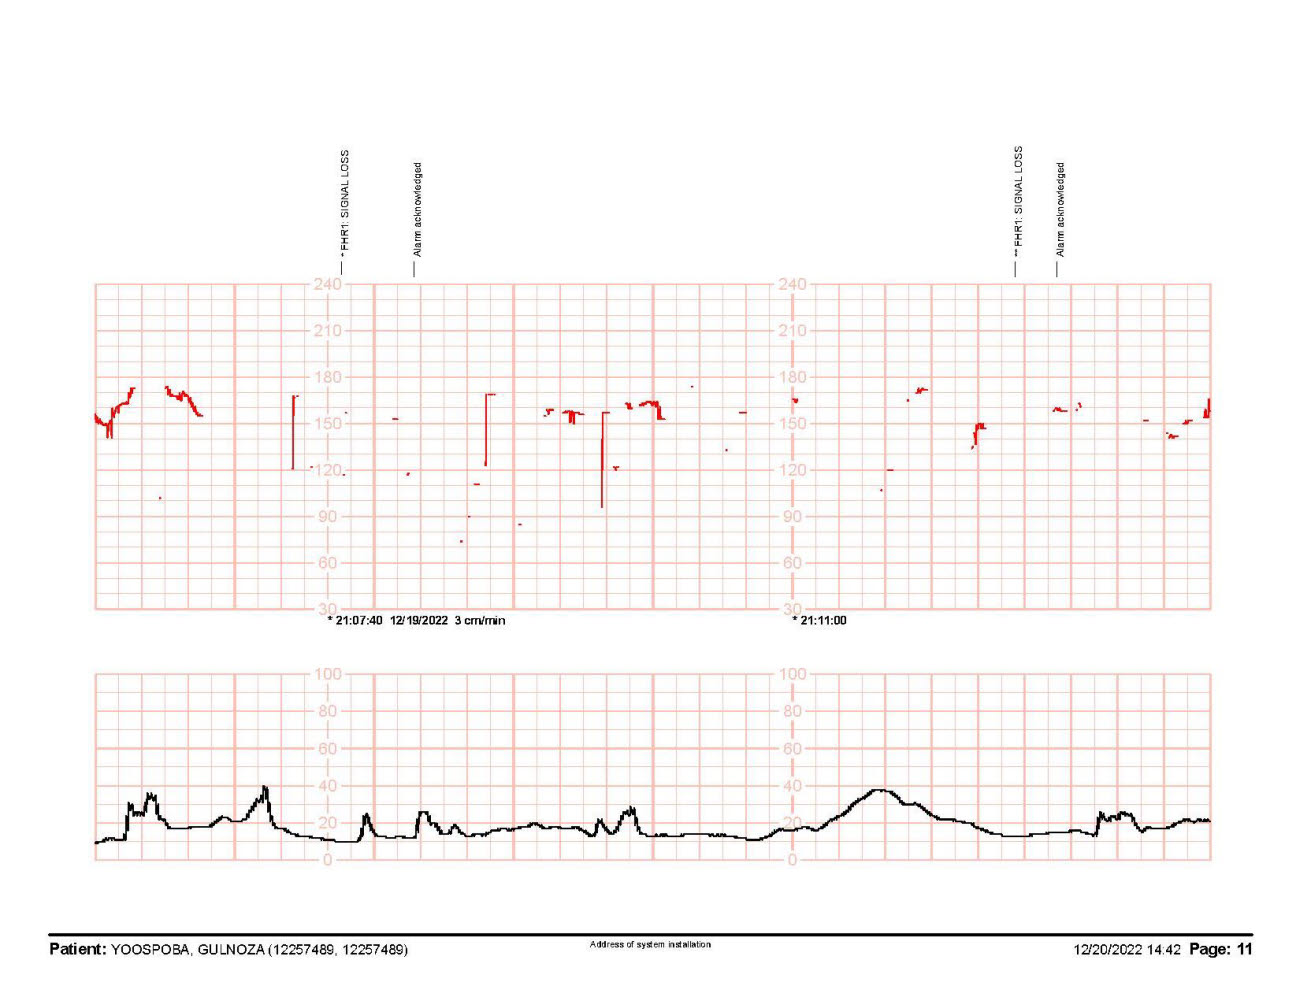 * FHR1: SIGNAL LOSS
Alarm acknowledged
** FHR1: SIGNAL LOSS
Alarm acknowledged
240 240
210 210
180 180
150 150
120 120
90 90
60 60
30 30
* 21:07:40 12/19/2022 3 cm/min * 21:11:00
100 100
80 80
60 60
40 40
20 20
0 0
Patient: YOOSPOBA, GULNOZA (12257489, 12257489) Address of system installation 12/20/2022 14:42 Page: 11